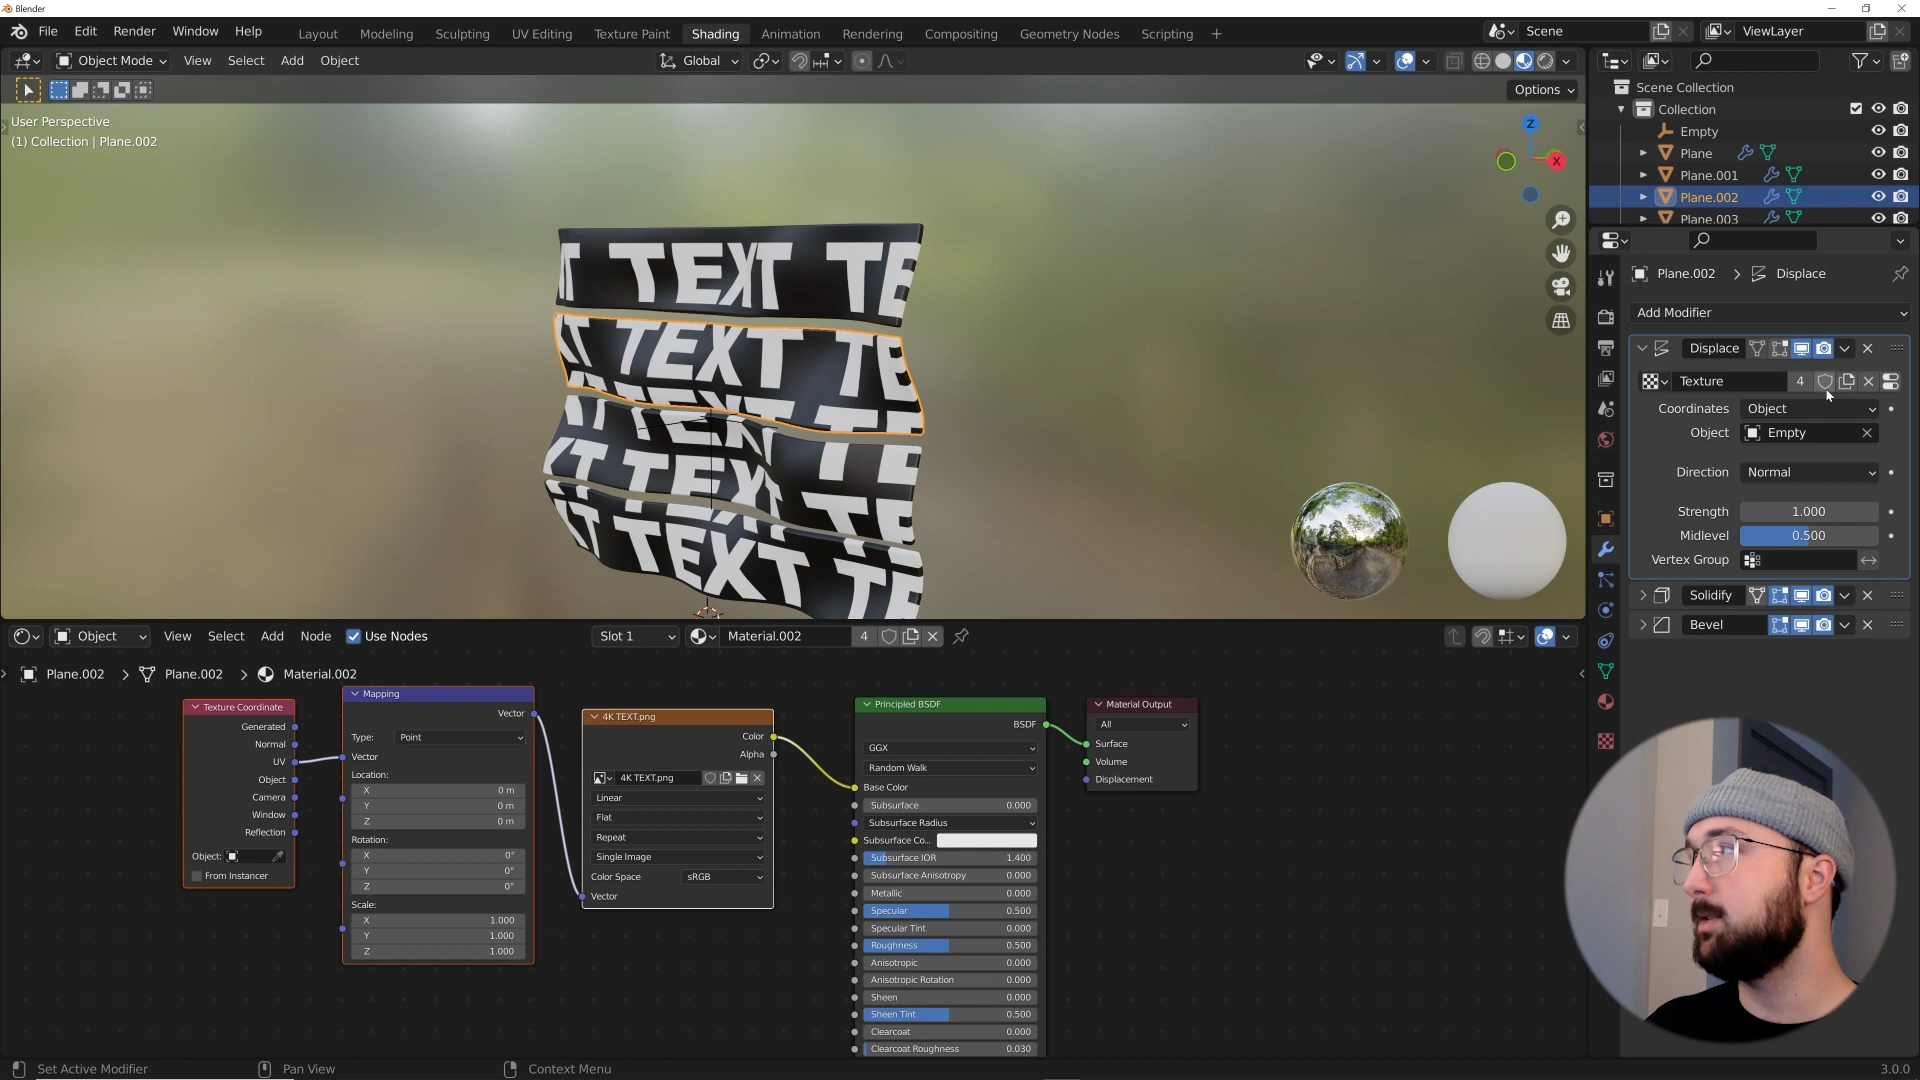 Blender
File Edit Render Window Help
Layout Modeling Sculpting UV Editing Texture Paint Shading Animation Rendering Compositing Geometry Nodes Scripting +
Scene
ViewLayer
Object Mode View Select Add Object
Global
Options
User Perspective
(1) Collection | Plane.002
Z
X
T TEXT TE
XT TEXT TE
TEXT
XT TEXT
XT TEXT TE
Scene Collection
Collection
Empty
Plane
Plane.001
Plane.002
Plane.003
Plane.002 > Displace
Add Modifier
Displace
Texture 4
Coordinates Object
Object Empty
Direction Normal
Strength 1.000
Midlevel 0.500
Vertex Group
Solidify
Bevel
Object View Select Add Node Use Nodes
Slot 1
Material.002 4
Plane.002 > Plane.002 > Material.002
Texture Coordinate
Generated
Normal
UV
Object
Camera
Window
Reflection
Object:
From Instancer
Mapping
Vector
Type: Point
Vector
Location:
X 0 m
Y 0 m
Z 0 m
Rotation:
X 0°
Y 0°
Z 0°
Scale:
X 1.000
Y 1.000
Z 1.000
4K TEXT.png
Color
Alpha
4K TEXT.png
Linear
Flat
Repeat
Single Image
Color Space sRGB
Vector
Principled BSDF
BSDF
GGX
Random Walk
Base Color
Subsurface 0.000
Subsurface Radius
Subsurface Co...
Subsurface IOR 1.400
Subsurface Anisotropy 0.000
Metallic 0.000
Specular 0.500
Specular Tint 0.000
Roughness 0.500
Anisotropic 0.000
Anisotropic Rotation 0.000
Sheen 0.000
Sheen Tint 0.500
Clearcoat 0.000
Clearcoat Roughness 0.030
Material Output
All
Surface
Volume
Displacement
Set Active Modifier
Pan View
Context Menu
3.0.0